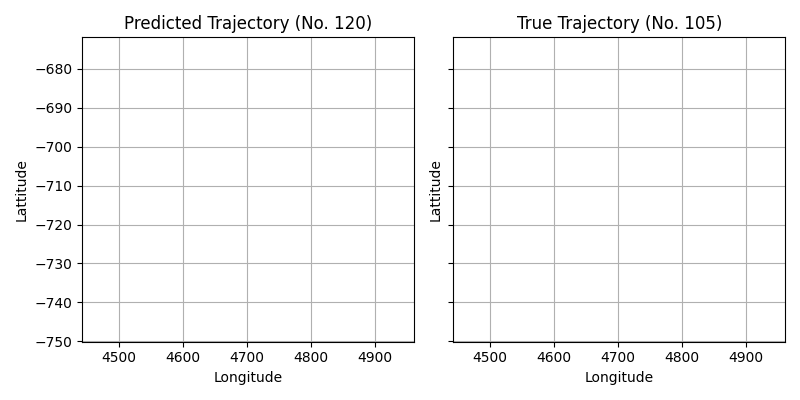 Predicted Trajectory (No. 120)
−680
−690
−700
−710
−720
−730
−740
−750
Lattitude
4500 4600 4700 4800 4900
Longitude
True Trajectory (No. 105)
Lattitude
4500 4600 4700 4800 4900
Longitude